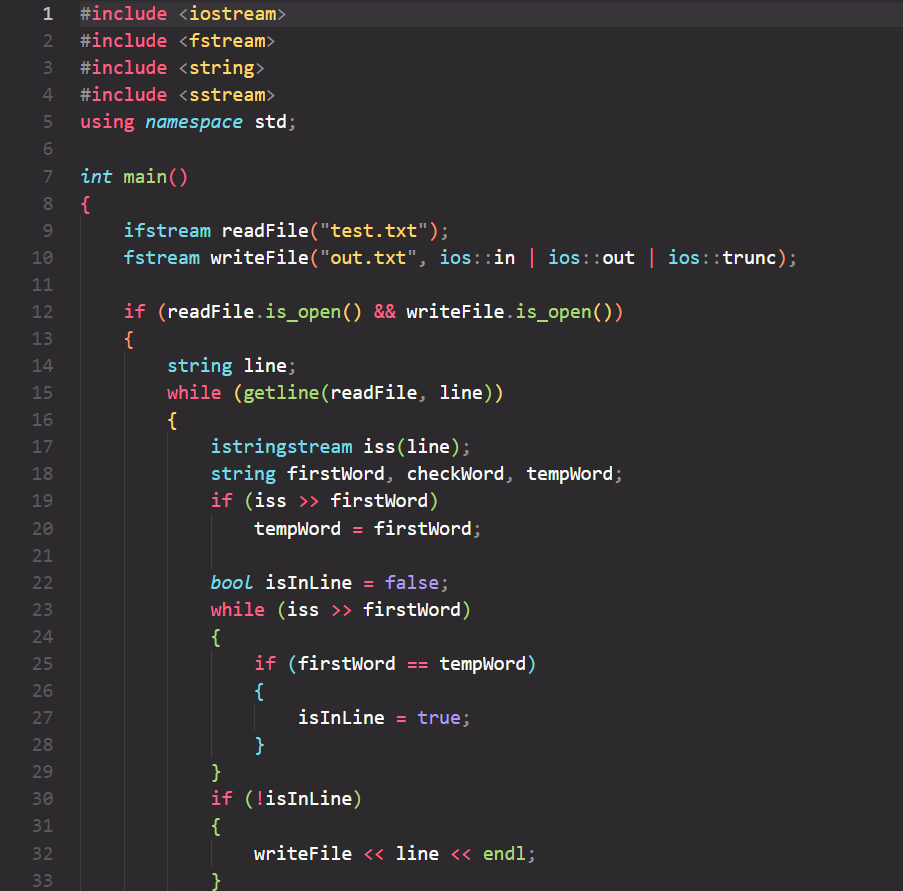 1 #include <iostream>
2 #include <fstream>
3 #include <string>
4 #include <sstream>
5 using namespace std;
6
7 int main()
8 {
9     ifstream readFile("test.txt");
10     fstream writeFile("out.txt", ios::in | ios::out | ios::trunc);
11
12     if (readFile.is_open() && writeFile.is_open())
13     {
14         string line;
15         while (getline(readFile, line))
16         {
17             istringstream iss(line);
18             string firstWord, checkWord, tempWord;
19             if (iss >> firstWord)
20                 tempWord = firstWord;
21
22             bool isInLine = false;
23             while (iss >> firstWord)
24             {
25                 if (firstWord == tempWord)
26                 {
27                     isInLine = true;
28                 }
29             }
30             if (!isInLine)
31             {
32                 writeFile << line << endl;
33             }